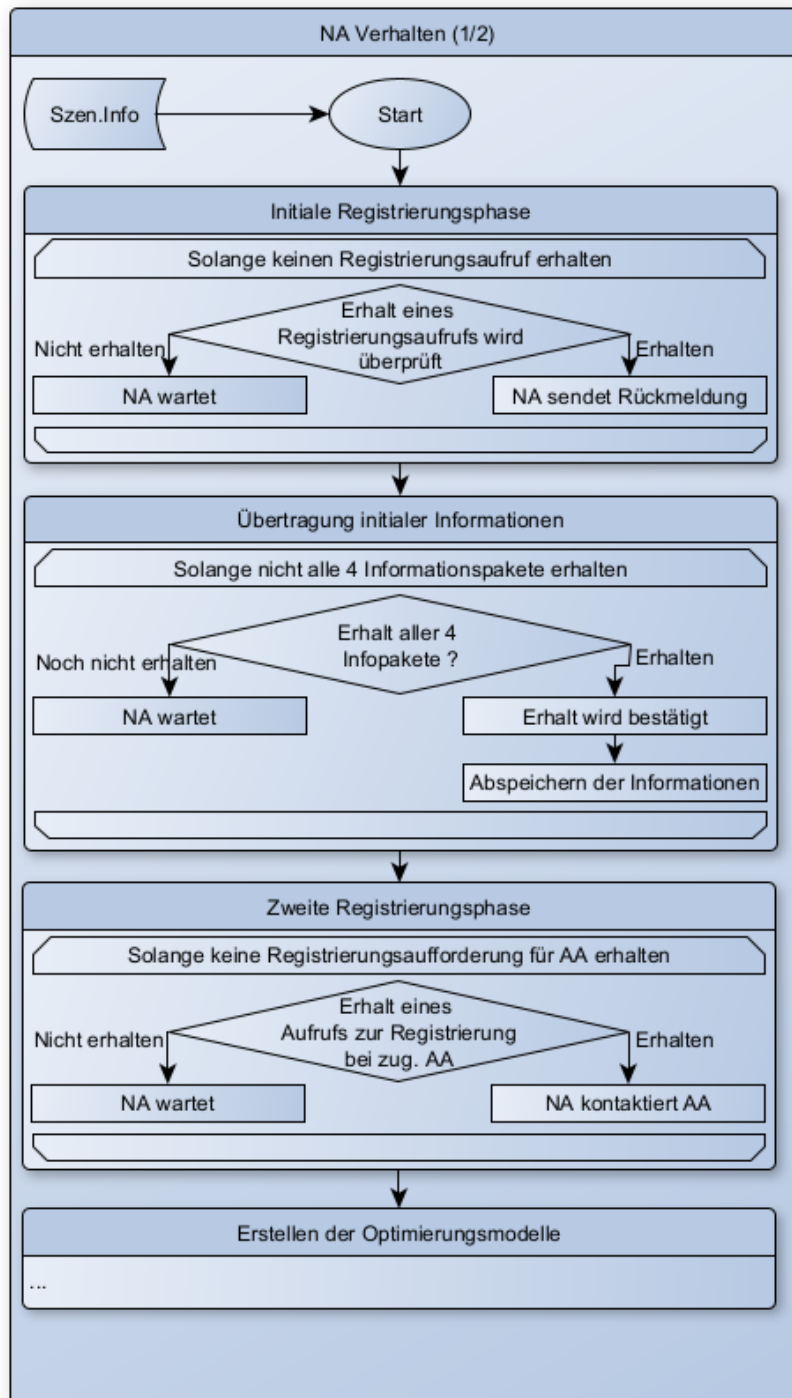 NA Verhalten (1/2)
Szen.Info
Start
Initiale Registrierungsphase
Solange keinen Registrierungsaufruf erhalten
Erhalt eines
Registrierungsaufrufs wird
überprüft
Nicht erhalten
Erhalten
NA wartet
NA sendet Rückmeldung
Übertragung initialer Informationen
Solange nicht alle 4 Informationspakete erhalten
Erhalt aller 4
Infopakete ?
Noch nicht erhalten
Erhalten
NA wartet
Erhalt wird bestätigt
Abspeichern der Informationen
Zweite Registrierungsphase
Solange keine Registrierungsaufforderung für AA erhalten
Erhalt eines
Aufrufs zur Registrierung
bei zug. AA
Nicht erhalten
Erhalten
NA wartet
NA kontaktiert AA
Erstellen der Optimierungsmodelle
...